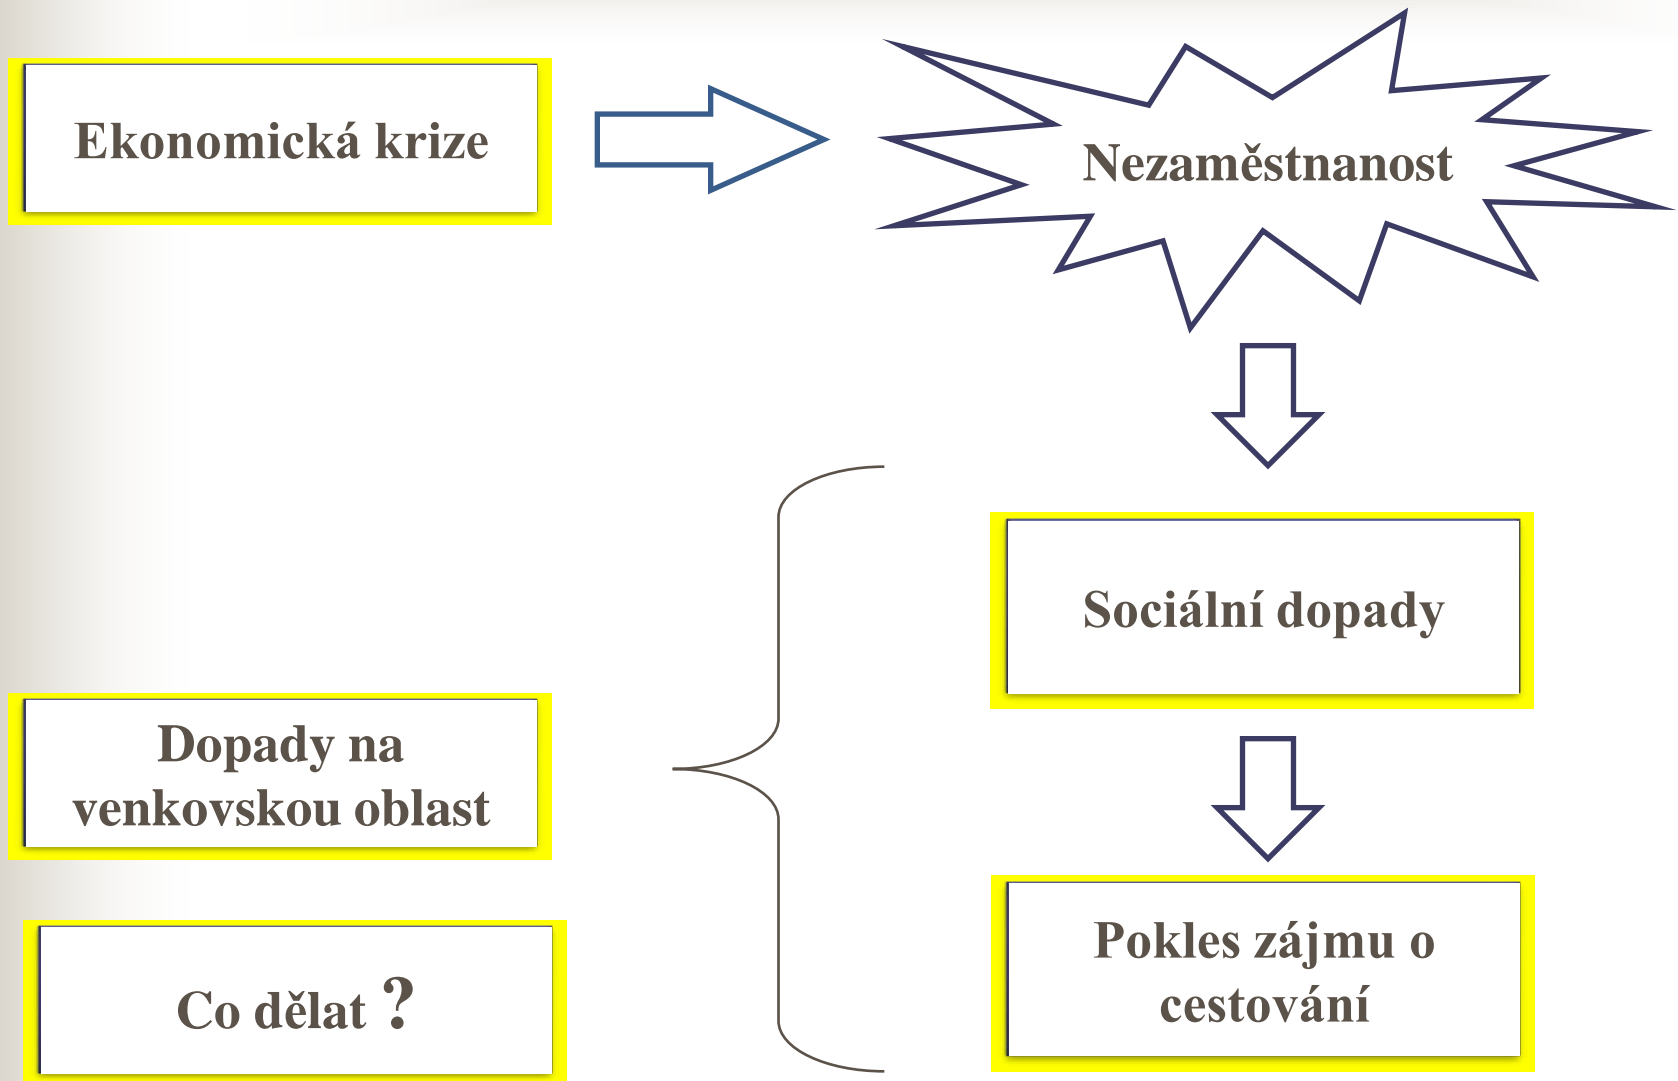 Ekonomická krize
Nezaměstnanost
Sociální dopady
Dopady na
venkovskou oblast
Pokles zájmu o
cestování
Co dělat ?